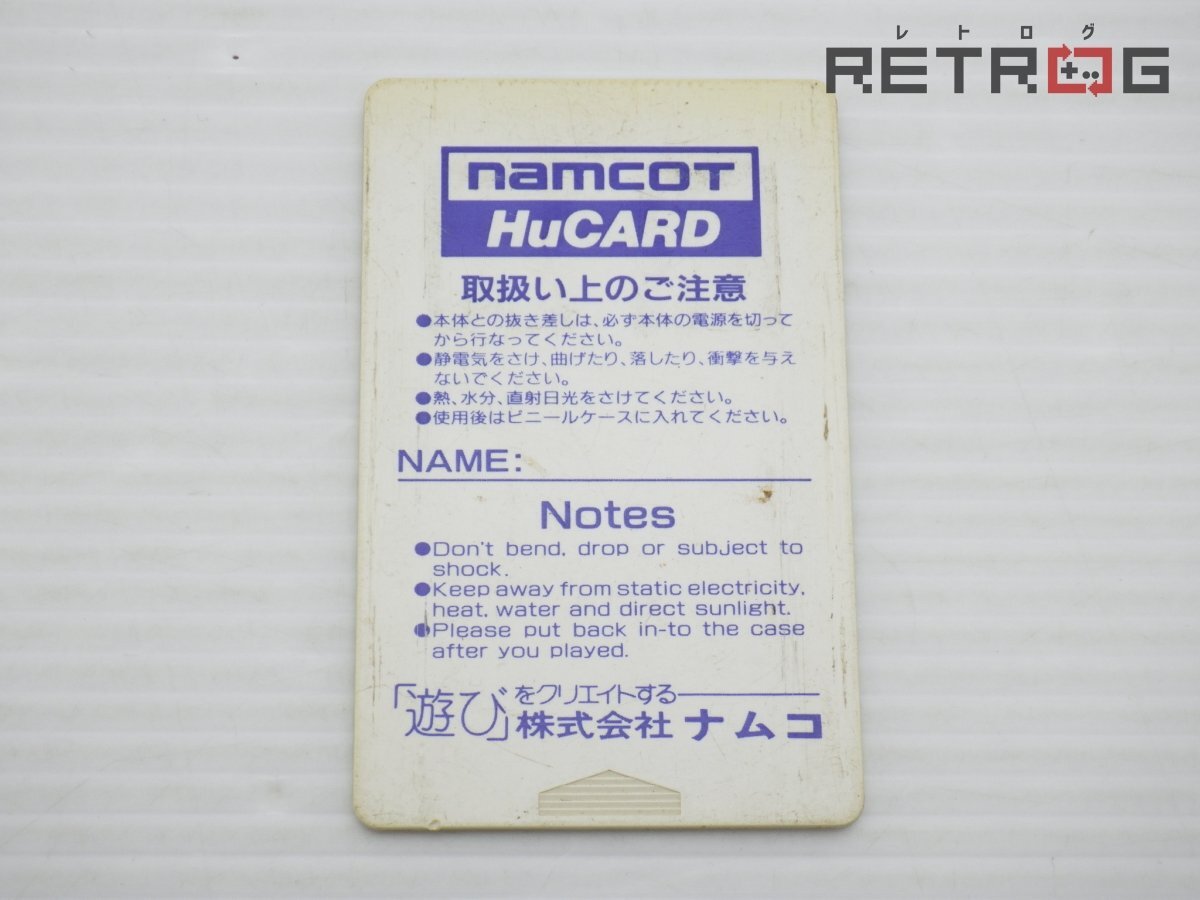 レトログ
RETROG
namcot
HuCARD
取扱い上のご注意
●本体との抜き差しは、必ず本体の電源を切って
から行なってください。
●静電気をさけ、曲げたり、落したり、衝撃を与え
ないでください。
●熱、水分、直射日光をさけてください。
●使用後はビニールケースに入れてください。
NAME:
Notes
●Don't bend, drop or subject to
shock.
●Keep away from static electricity,
heat, water and direct sunlight.
●Please put back in-to the case
after you played.
「遊び」をクリエイトする
株式会社 ナムコ